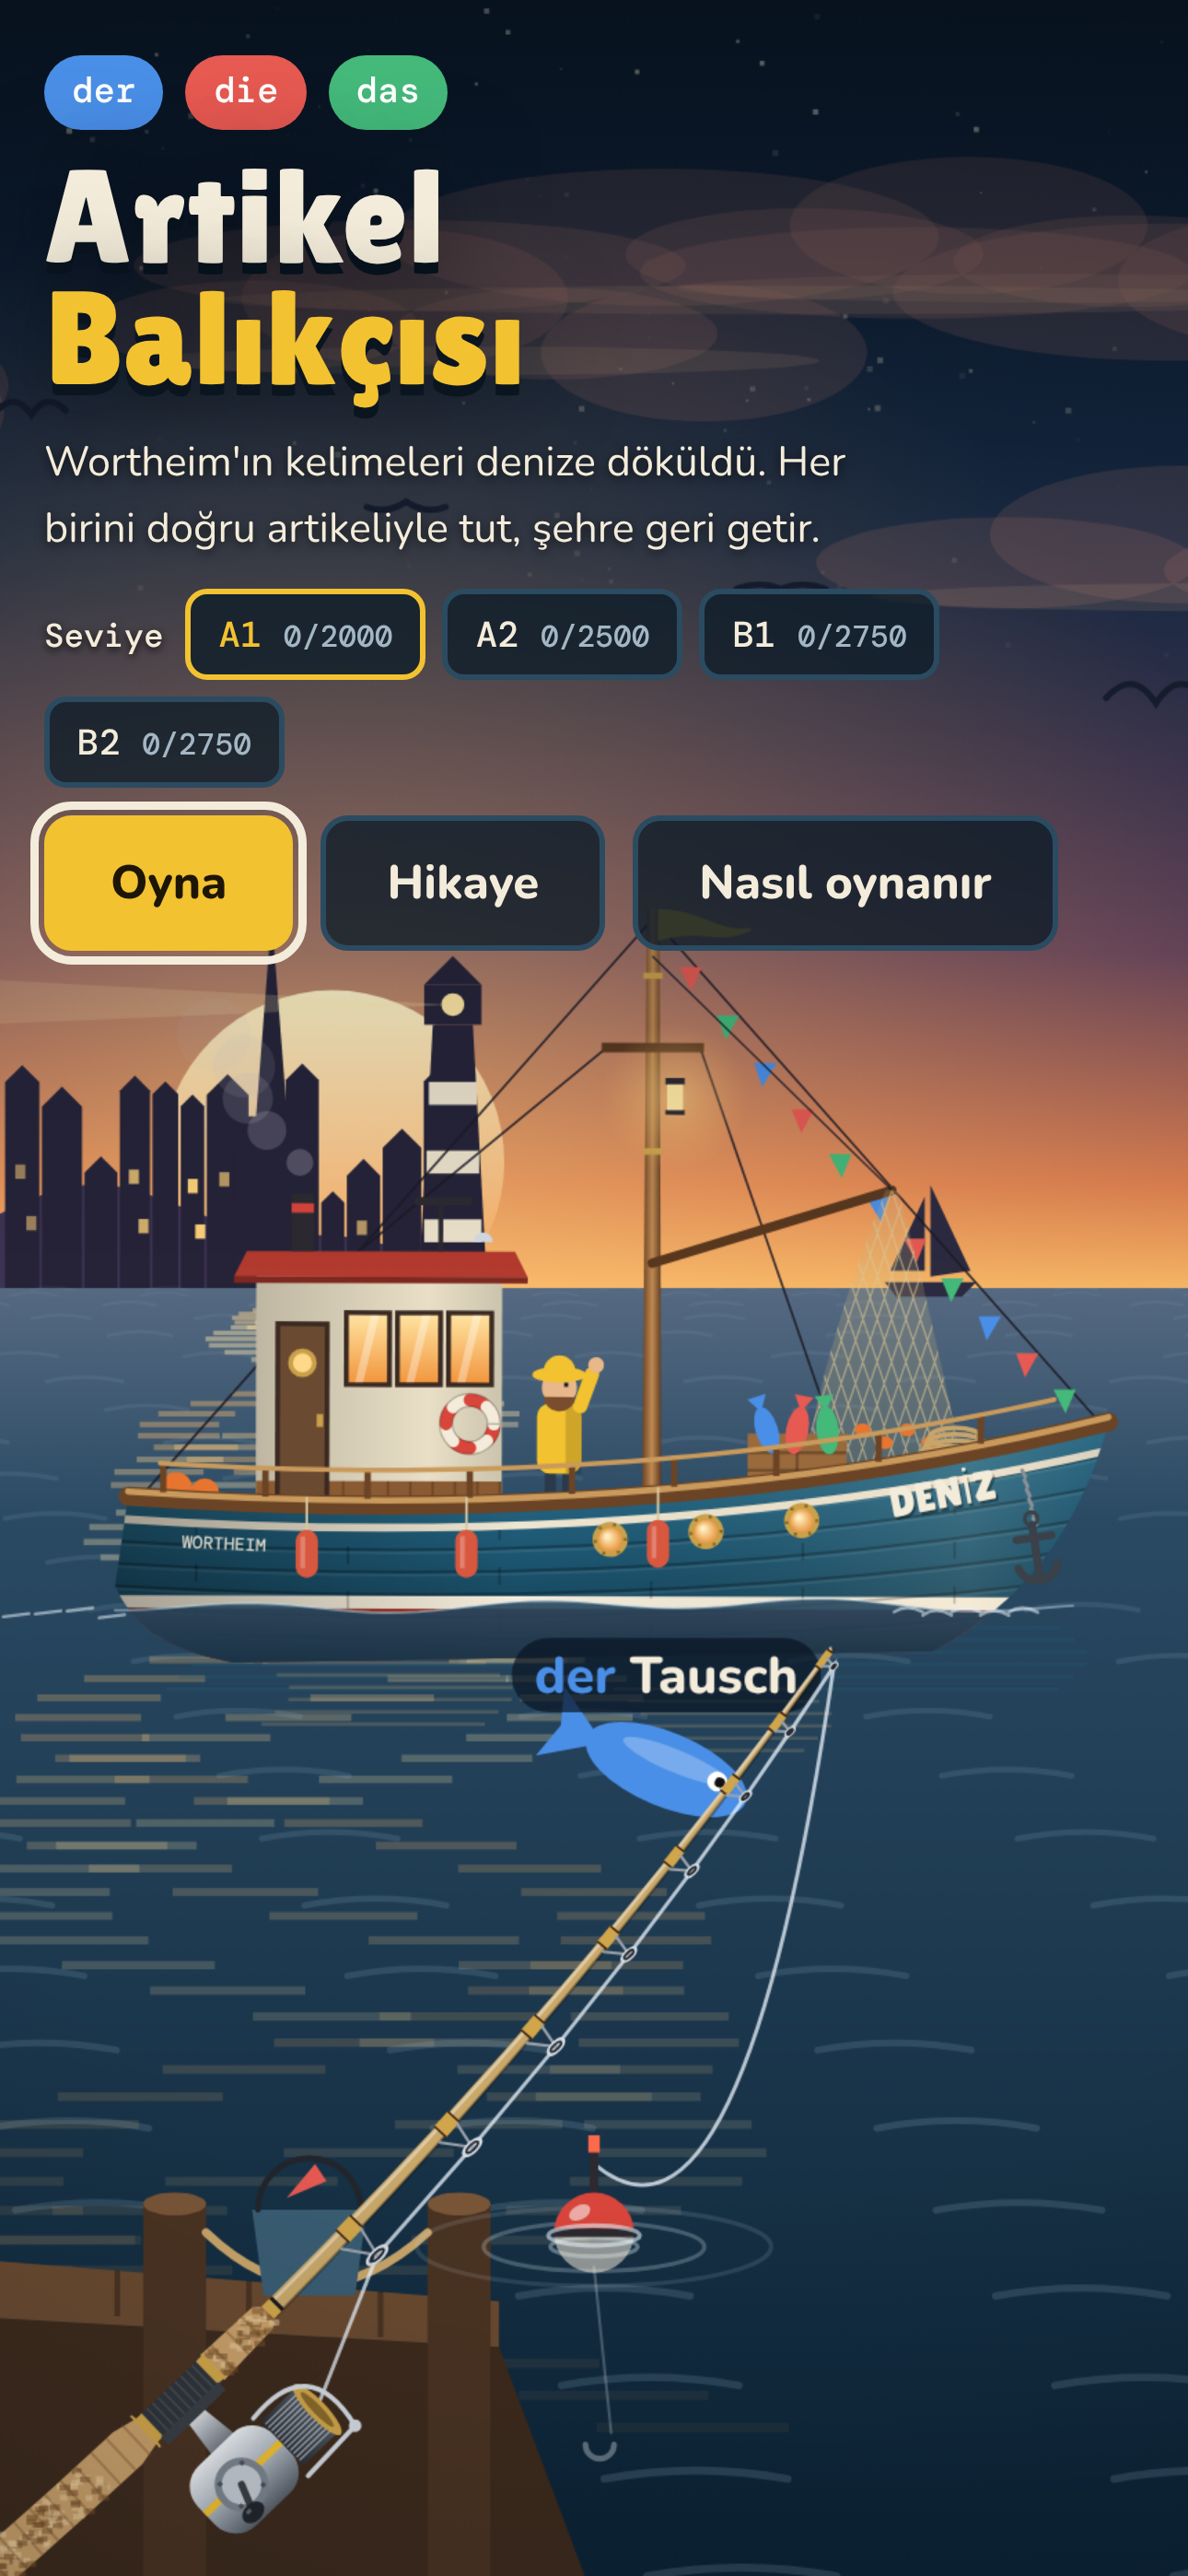 der die das
Artikel
Balıkçısı
Wortheim'ın kelimeleri denize döküldü. Her
birini doğru artikeliyle tut, şehre geri getir.
Seviye A1 0/2000 A2 0/2500 B1 0/2750
B2 0/2750
Oyna Hikaye Nasıl oynanır
DENİZ
WORTHEIM
der Tausch